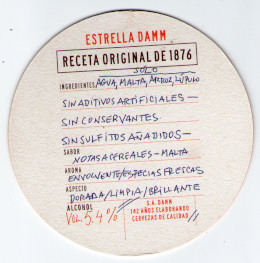 ESTRELLA DAMM
RECETA ORIGINAL DE 1876
SOLO
INGREDIENTES AGUA, MALTA, ARROZ, LÚPULO
SIN ADITIVOS ARTIFICIALES —
SIN CONSERVANTES
SIN SULFITOS AÑADIDOS —
SABOR
NOTAS A CEREALES - MALTA
AROMA
ENVOLVENTE/ESPECIAS FRESCAS
ASPECTO
DORADA/LIMPIA/BRILLANTE
ALCOHOL
VOL. 5.4%
S.A. DAMM
142 AÑOS ELABORANDO
CERVEZAS DE CALIDAD